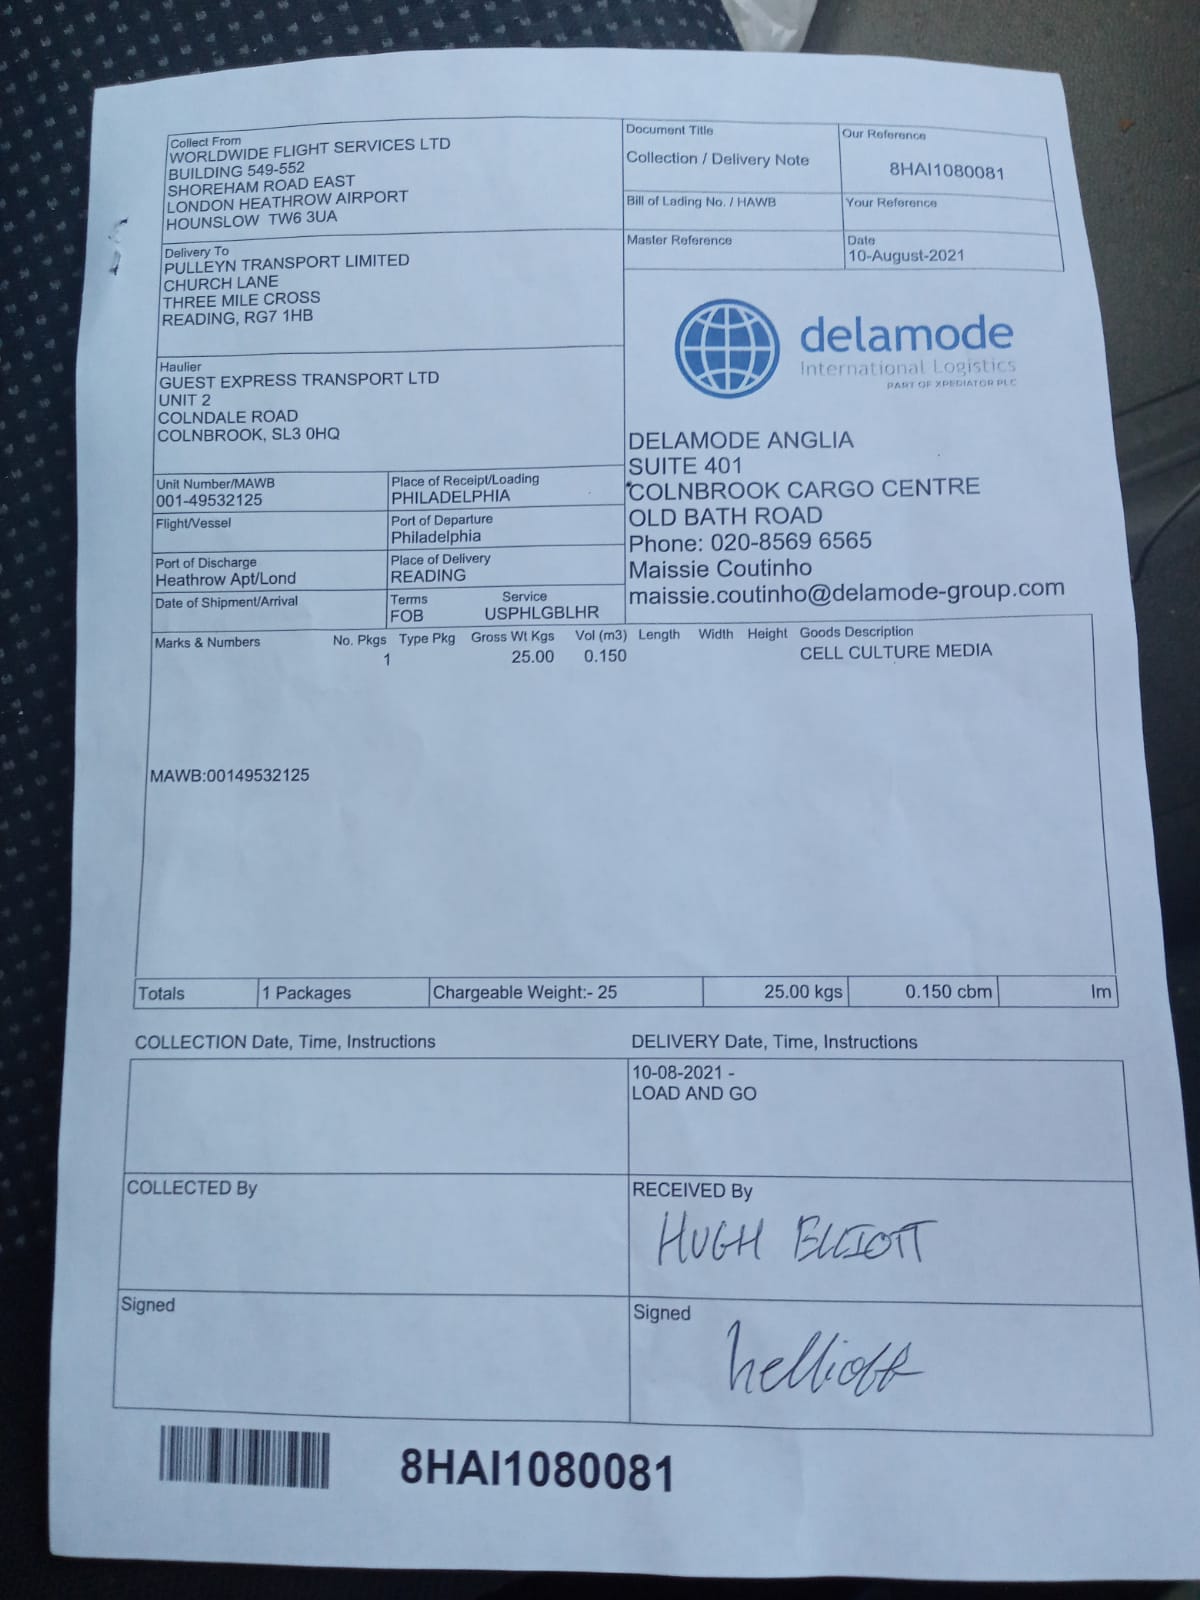 Collect From
WORLDWIDE FLIGHT SERVICES LTD
BUILDING 549-552
SHOREHAM ROAD EAST
LONDON HEATHROW AIRPORT
HOUNSLOW TW6 3UA
Document Title
Collection / Delivery Note
Our Reference
8HAI1080081
Bill of Lading No. / HAWB
Your Reference
Master Reference
Date
10-August-2021
Delivery To
PULLEYN TRANSPORT LIMITED
CHURCH LANE
THREE MILE CROSS
READING, RG7 1HB
delamode
International Logistics
PART OF XPEDIATOR PLC
Haulier
GUEST EXPRESS TRANSPORT LTD
UNIT 2
COLNDALE ROAD
COLNBROOK, SL3 0HQ
DELAMODE ANGLIA
SUITE 401
COLNBROOK CARGO CENTRE
OLD BATH ROAD
Phone: 020-8569 6565
Maissie Coutinho
maissie.coutinho@delamode-group.com
Unit Number/MAWB
001-49532125
Place of Receipt/Loading
PHILADELPHIA
Flight/Vessel
Port of Departure
Philadelphia
Port of Discharge
Heathrow Apt/Lond
Place of Delivery
READING
Date of Shipment/Arrival
Terms Service
FOB USPHLGBLHR
Marks & Numbers No. Pkgs Type Pkg Gross Wt Kgs Vol (m3) Length Width Height Goods Description
1 25.00 0.150 CELL CULTURE MEDIA
MAWB:00149532125
Totals 1 Packages Chargeable Weight:- 25 25.00 kgs 0.150 cbm lm
COLLECTION Date, Time, Instructions
DELIVERY Date, Time, Instructions
10-08-2021 -
LOAD AND GO
COLLECTED By
RECEIVED By
HUGH ELLIOTT
Signed
Signed
helliott
8HAI1080081